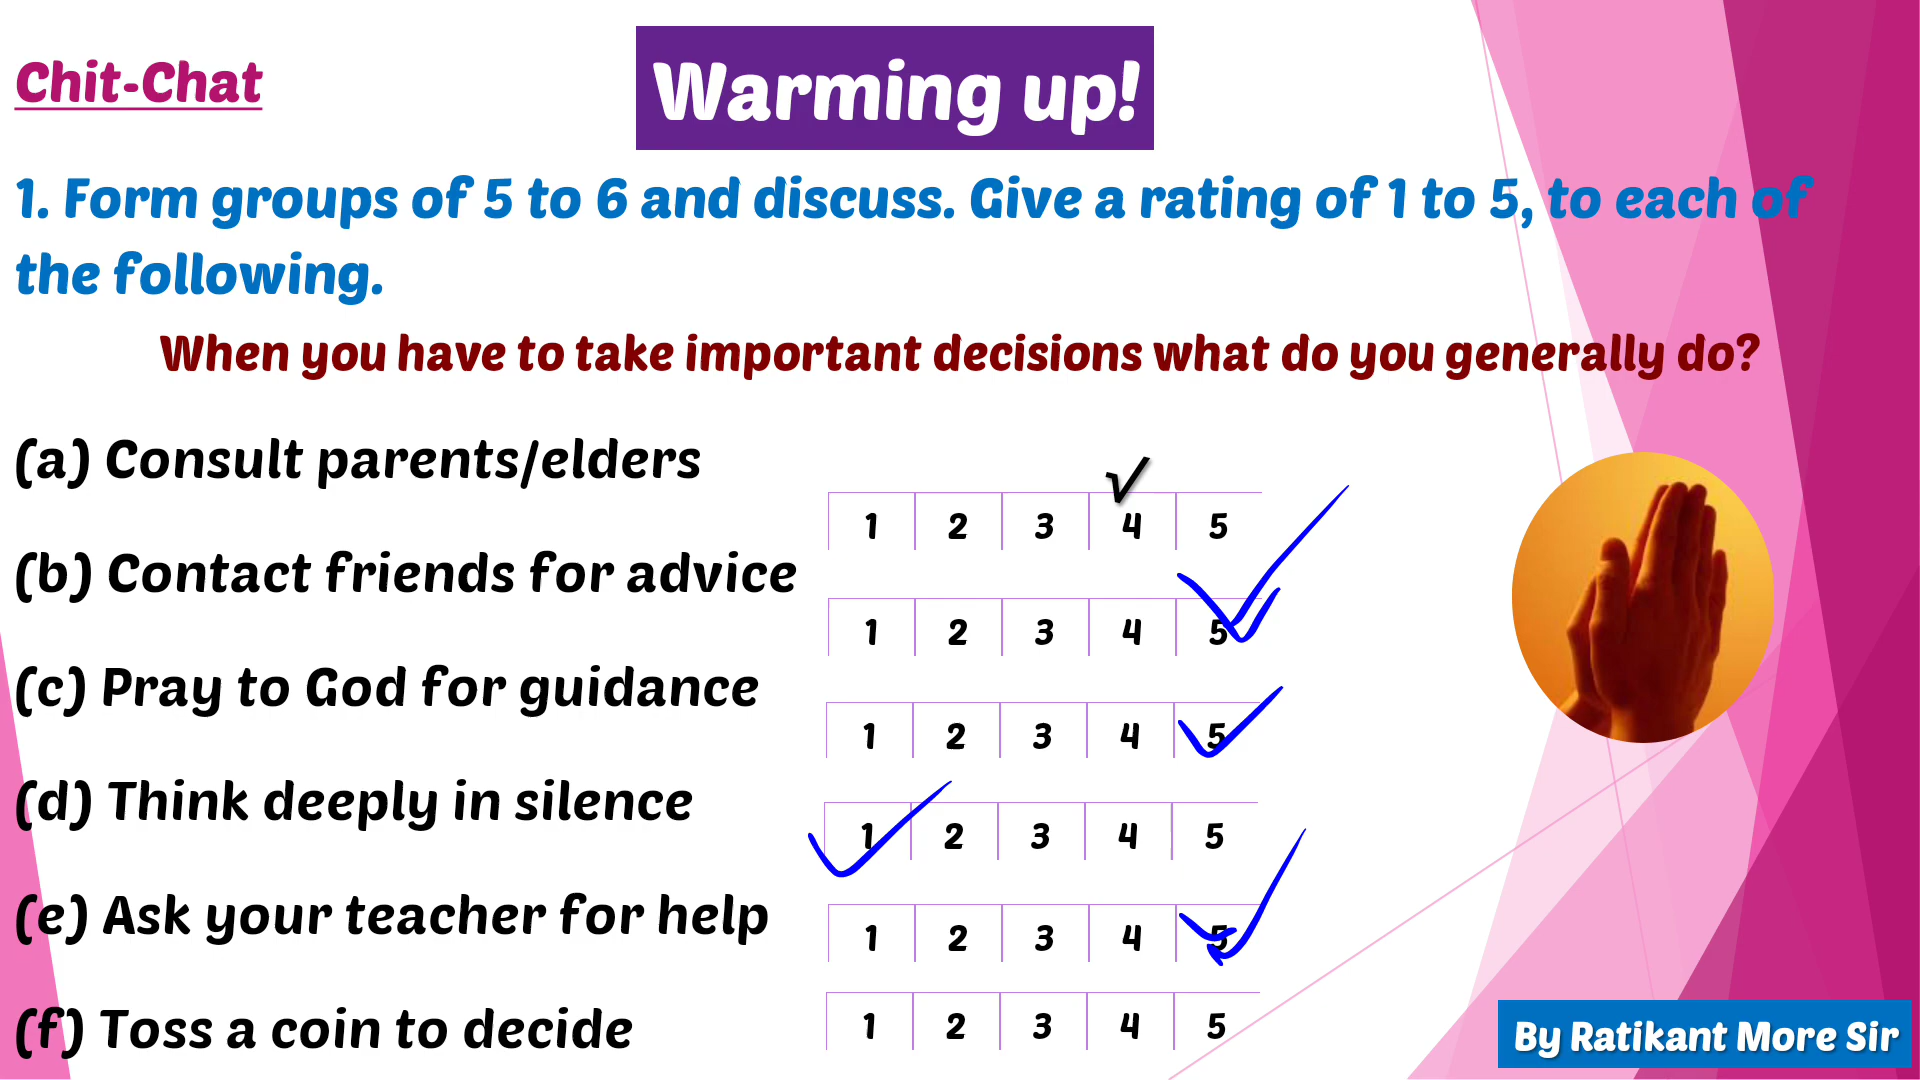 Chit-Chat
Warming up!
1. Form groups of 5 to 6 and discuss. Give a rating of 1 to 5, to each of
the following.
When you have to take important decisions what do you generally do?
(a) Consult parents/elders
√
1 2 3 4 5
(b) Contact friends for advice
1 2 3 4 5
(c) Pray to God for guidance
1 2 3 4 5
(d) Think deeply in silence
1 2 3 4 5
(e) Ask your teacher for help
1 2 3 4 5
(f) Toss a coin to decide
1 2 3 4 5
By Ratikant More Sir